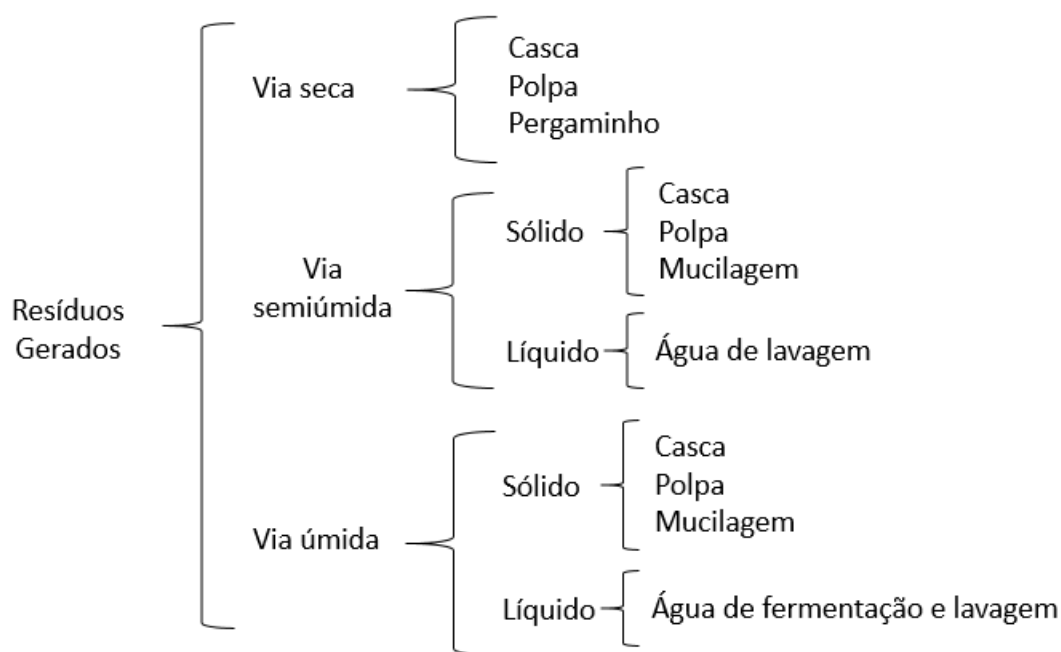 Resíduos
Gerados
Via seca
Casca
Polpa
Pergaminho
Via
semiúmida
Sólido
Casca
Polpa
Mucilagem
Líquido
Água de lavagem
Via úmida
Sólido
Casca
Polpa
Mucilagem
Líquido
Água de fermentação e lavagem